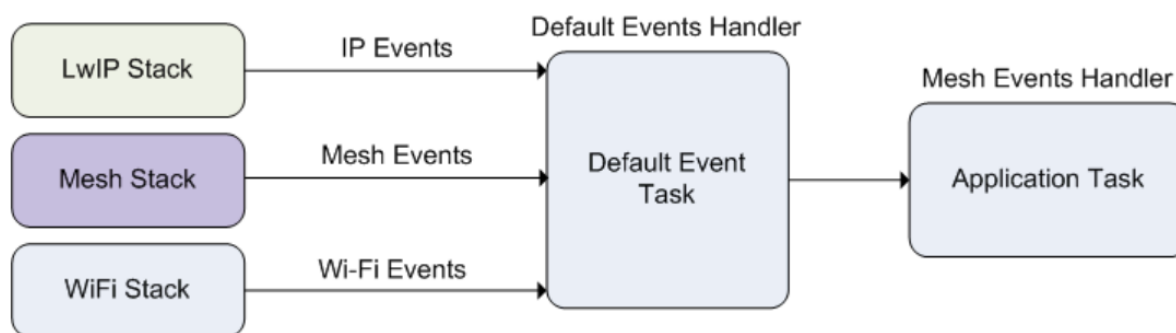 Default Events Handler
LwIP Stack
IP Events
Mesh Events Handler
Mesh Stack
Mesh Events
Default Event
Task
Application Task
WiFi Stack
Wi-Fi Events